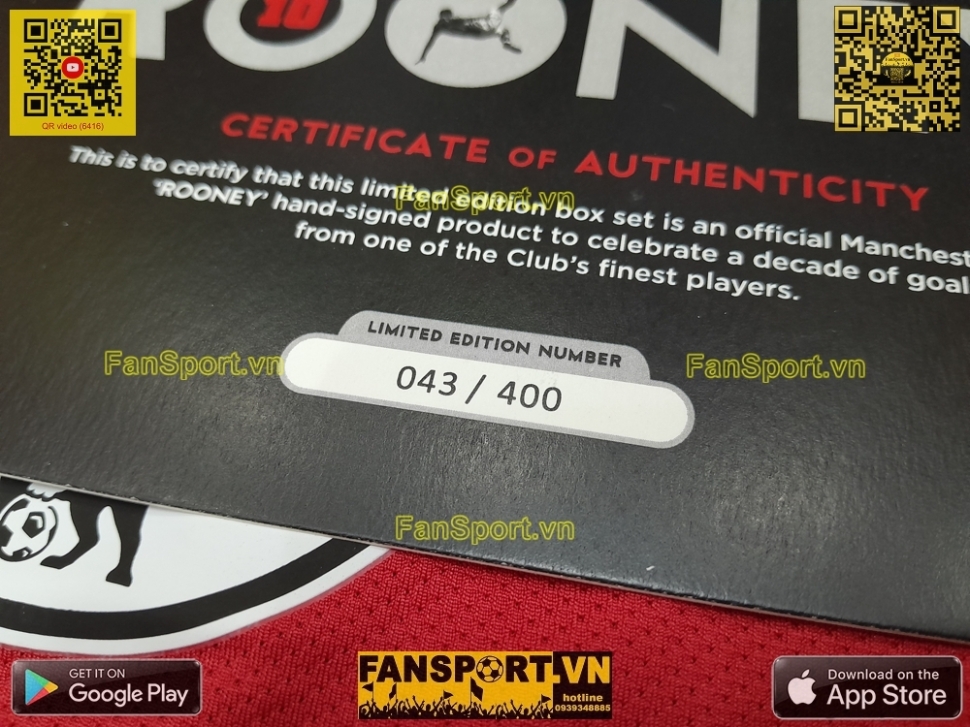 ROONE
10
CERTIFICATE OF AUTHENTICITY
This is to certify that this limited edition box set is an official Manchest
'ROONEY' hand-signed product to celebrate a decade of goal
from one of the Club's finest players.
LIMITED EDITION NUMBER
043 / 400
FanSport.vn
FanSport.vn
FanSport.vn
FanSport.vn
QR video (6416)
GET IT ON
Google Play
FANSPORT.VN
hotline
0939348885
Download on the
App Store